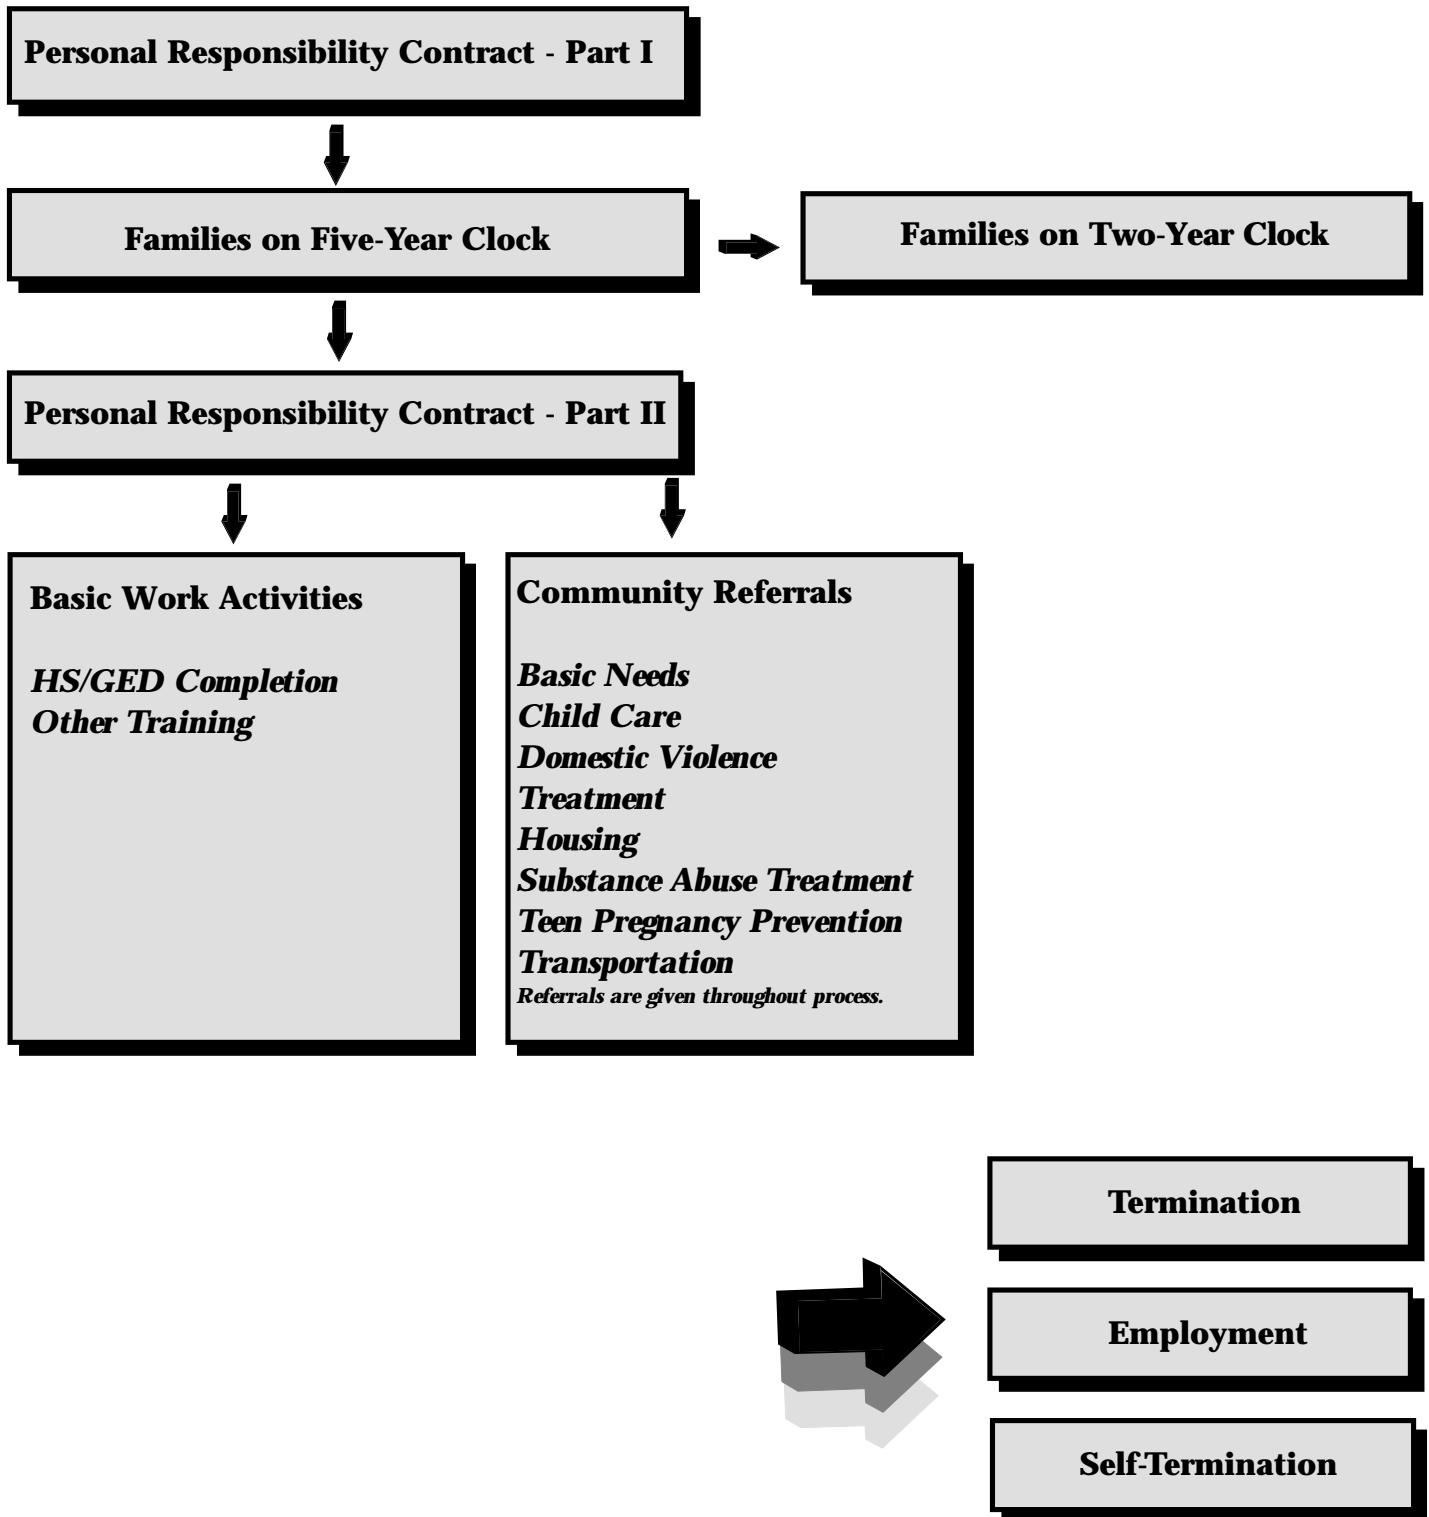 Personal Responsibility Contract - Part I
Families on Five-Year Clock
Families on Two-Year Clock
Personal Responsibility Contract - Part II
Basic Work Activities
HS/GED Completion
Other Training
Community Referrals
Basic Needs
Child Care
Domestic Violence
Treatment
Housing
Substance Abuse Treatment
Teen Pregnancy Prevention
Transportation
Referrals are given throughout process.
Termination
Employment
Self-Termination